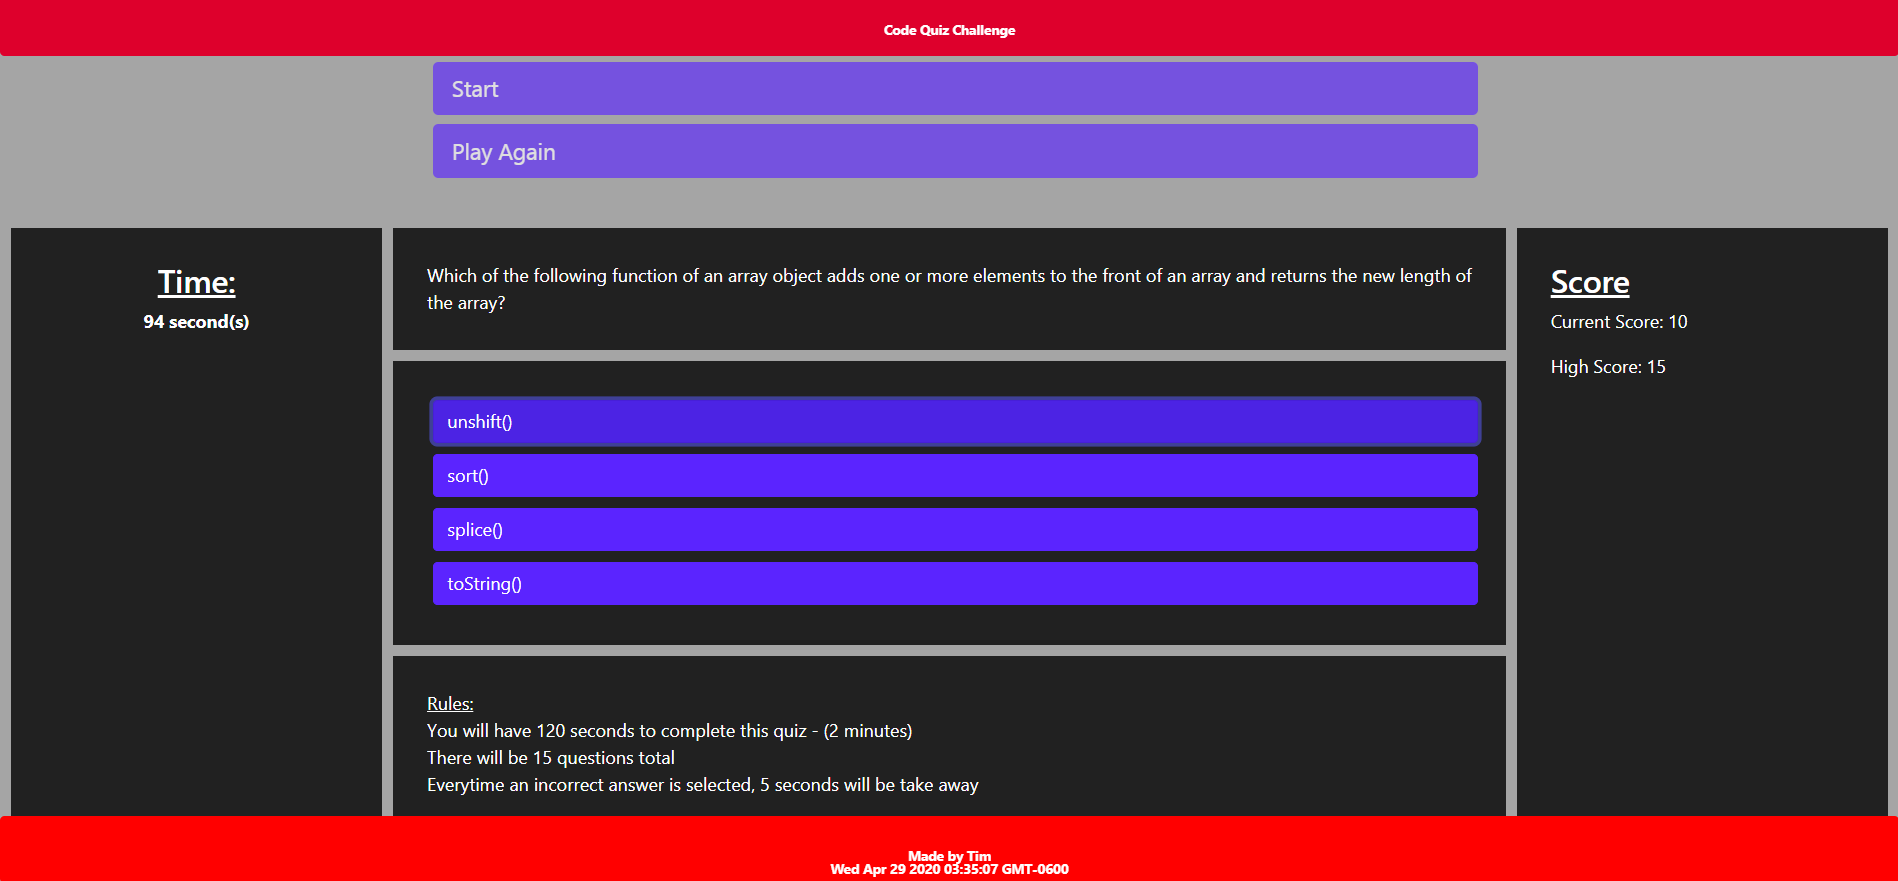 Code Quiz Challenge
Start
Play Again
Time:
94 second(s)
Which of the following function of an array object adds one or more elements to the front of an array and returns the new length of
the array?
unshift()
sort()
splice()
toString()
Rules:
You will have 120 seconds to complete this quiz - (2 minutes)
There will be 15 questions total
Everytime an incorrect answer is selected, 5 seconds will be take away
Score
Current Score: 10
High Score: 15
Made by Tim
Wed Apr 29 2020 03:35:07 GMT-0600